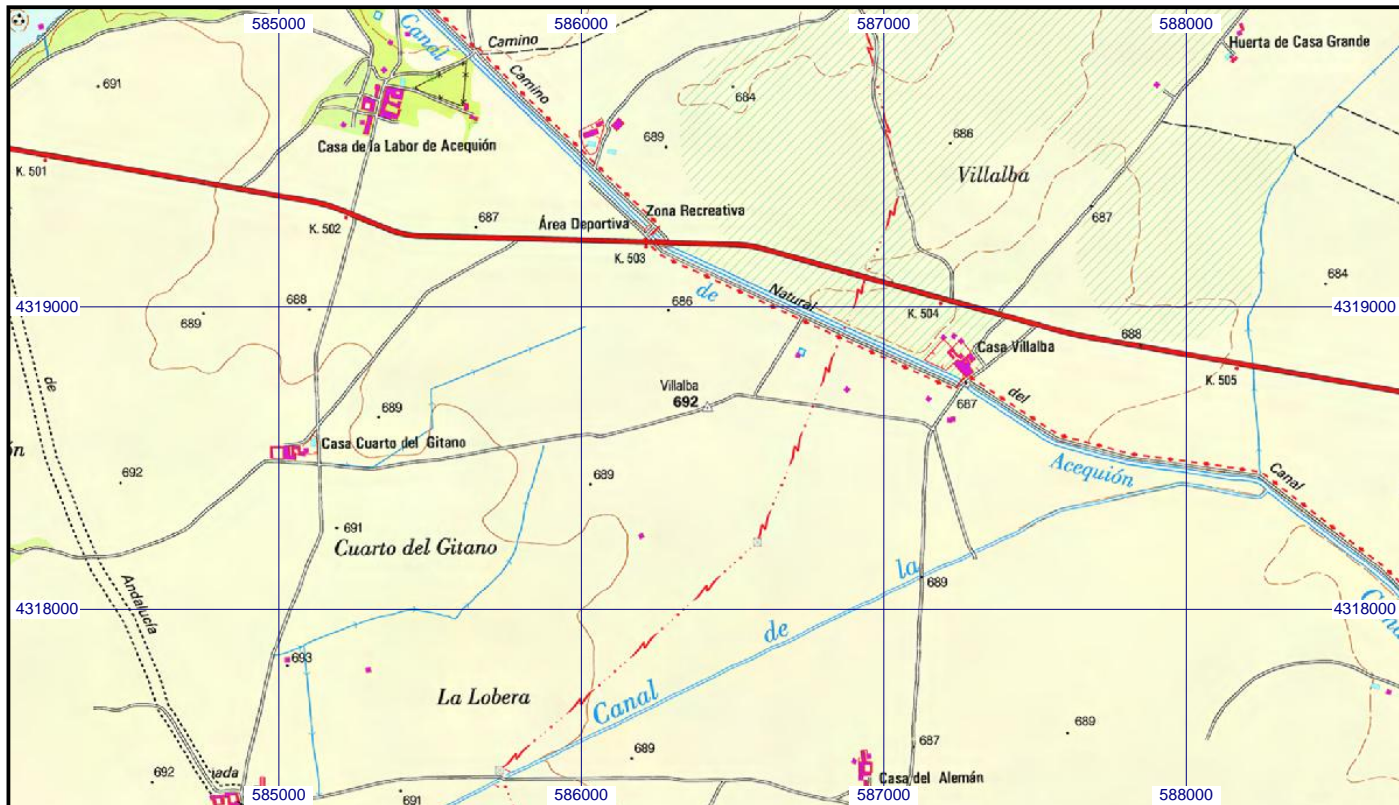 585000
586000
587000
588000
Canal
Camino
Camino
Huerta de Casa Grande
691
684
689
686
Casa de la Labor de Acequión
K. 501
Villalba
K. 502
687
Área Deportiva
Zona Recreativa
687
K. 503
684
4319000
688
689
de
686
Natural
K. 504
688
Casa Villalba
4319000
K. 505
de
Villalba
692
689
687
del
Casa Cuarto del Gitano
ón
692
689
Acequión
Canal
691
Cuarto del Gitano
la
689
4318000
Andalucía
de
4318000
693
La Lobera
Canal
689
689
687
692
Casa del Alemán
691
585000
586000
587000
588000